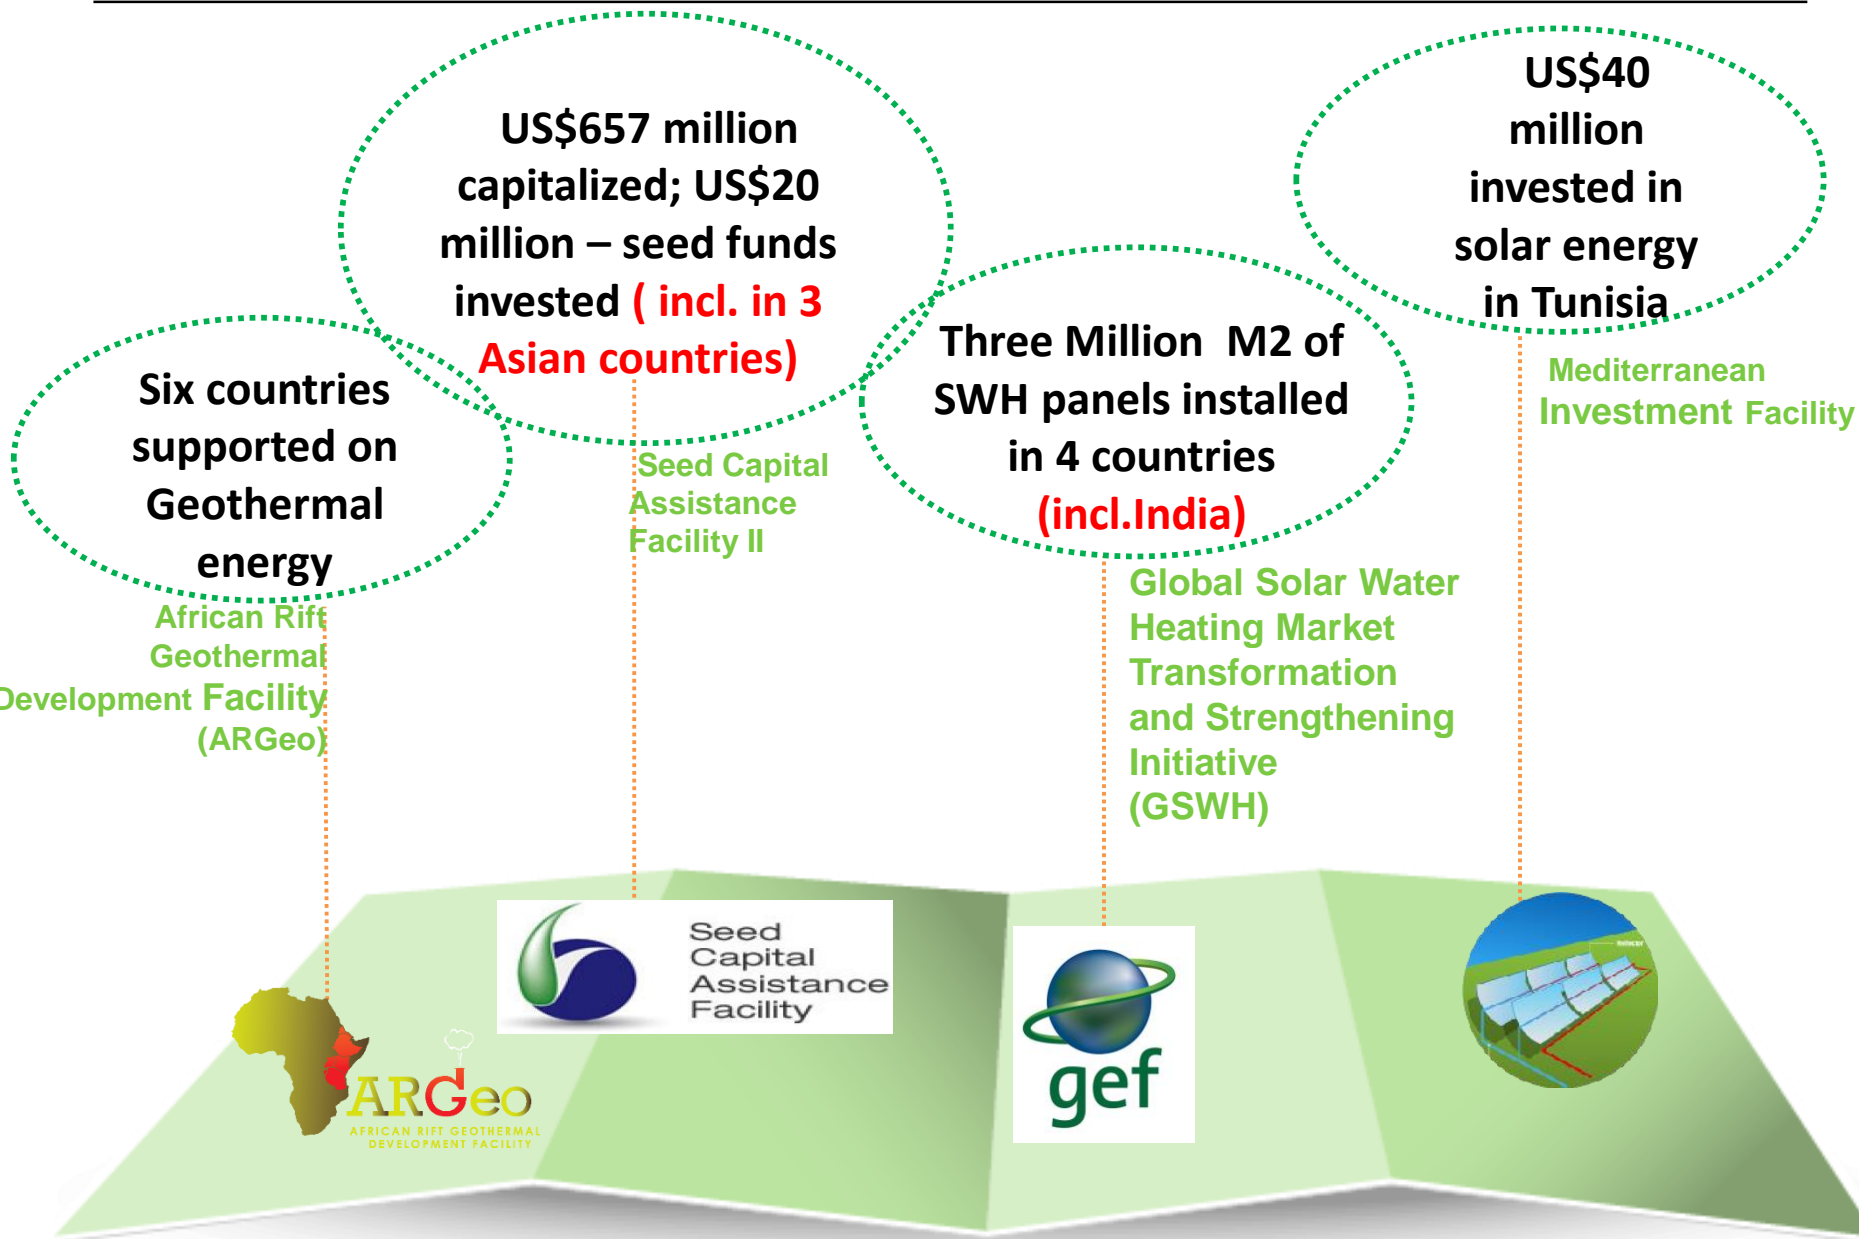 Six countries
supported on
Geothermal
energy
African Rift
Geothermal
Development Facility
(ARGeo)
US$657 million
capitalized; US$20
million – seed funds
invested ( incl. in 3
Asian countries)
Seed Capital
Assistance
Facility II
Three Million  M2 of
SWH panels installed
in 4 countries
(incl.India)
Global Solar Water
Heating Market
Transformation
and Strengthening
Initiative
(GSWH)
US$40
million
invested in
solar energy
in Tunisia
Mediterranean
Investment Facility
ARGeo
AFRICAN RIFT GEOTHERMAL
DEVELOPMENT FACILITY
Seed
Capital
Assistance
Facility
gef